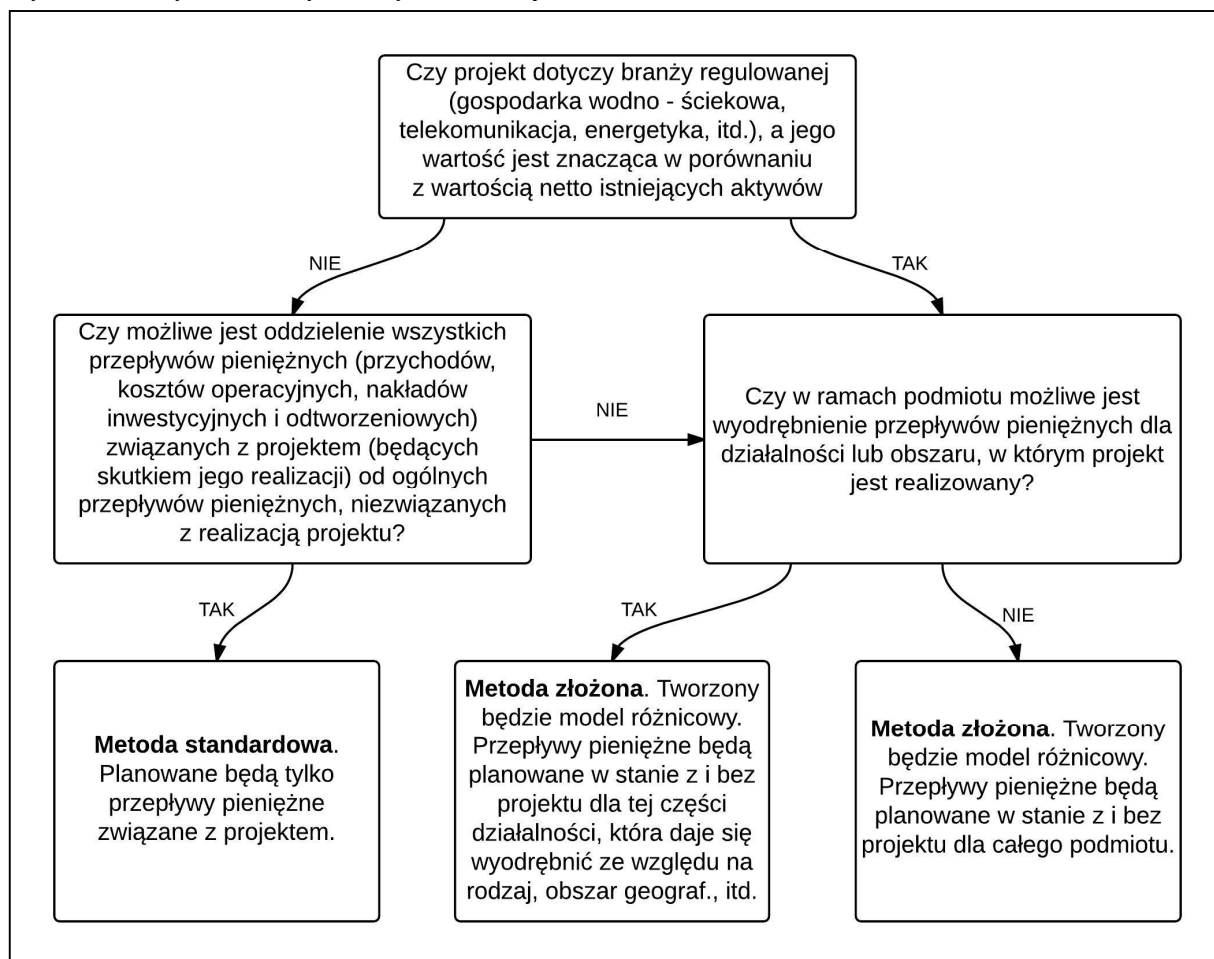 Czy projekt dotyczy branży regulowanej
(gospodarka wodno - ściekowa,
telekomunikacja, energetyka, itd.), a jego
wartość jest znacząca w porównaniu
z wartością netto istniejących aktywów
NIE
TAK
Czy możliwe jest oddzielenie wszystkich
przepływów pieniężnych (przychodów,
kosztów operacyjnych, nakładów
inwestycyjnych i odtworzeniowych)
związanych z projektem (będących
skutkiem jego realizacji) od ogólnych
przepływów pieniężnych, niezwiązanych
z realizacją projektu?
NIE
Czy w ramach podmiotu możliwe jest
wyodrębnienie przepływów pieniężnych dla
działalności lub obszaru, w którym projekt
jest realizowany?
TAK
TAK
NIE
Metoda standardowa.
Planowane będą tylko
przepływy pieniężne
związane z projektem.
Metoda złożona. Tworzony
będzie model różnicowy.
Przepływy pieniężne będą
planowane w stanie z i bez
projektu dla tej części
działalności, która daje się
wyodrębnić ze względu na
rodzaj, obszar geograf., itd.
Metoda złożona. Tworzony
będzie model różnicowy.
Przepływy pieniężne będą
planowane w stanie z i bez
projektu dla całego podmiotu.